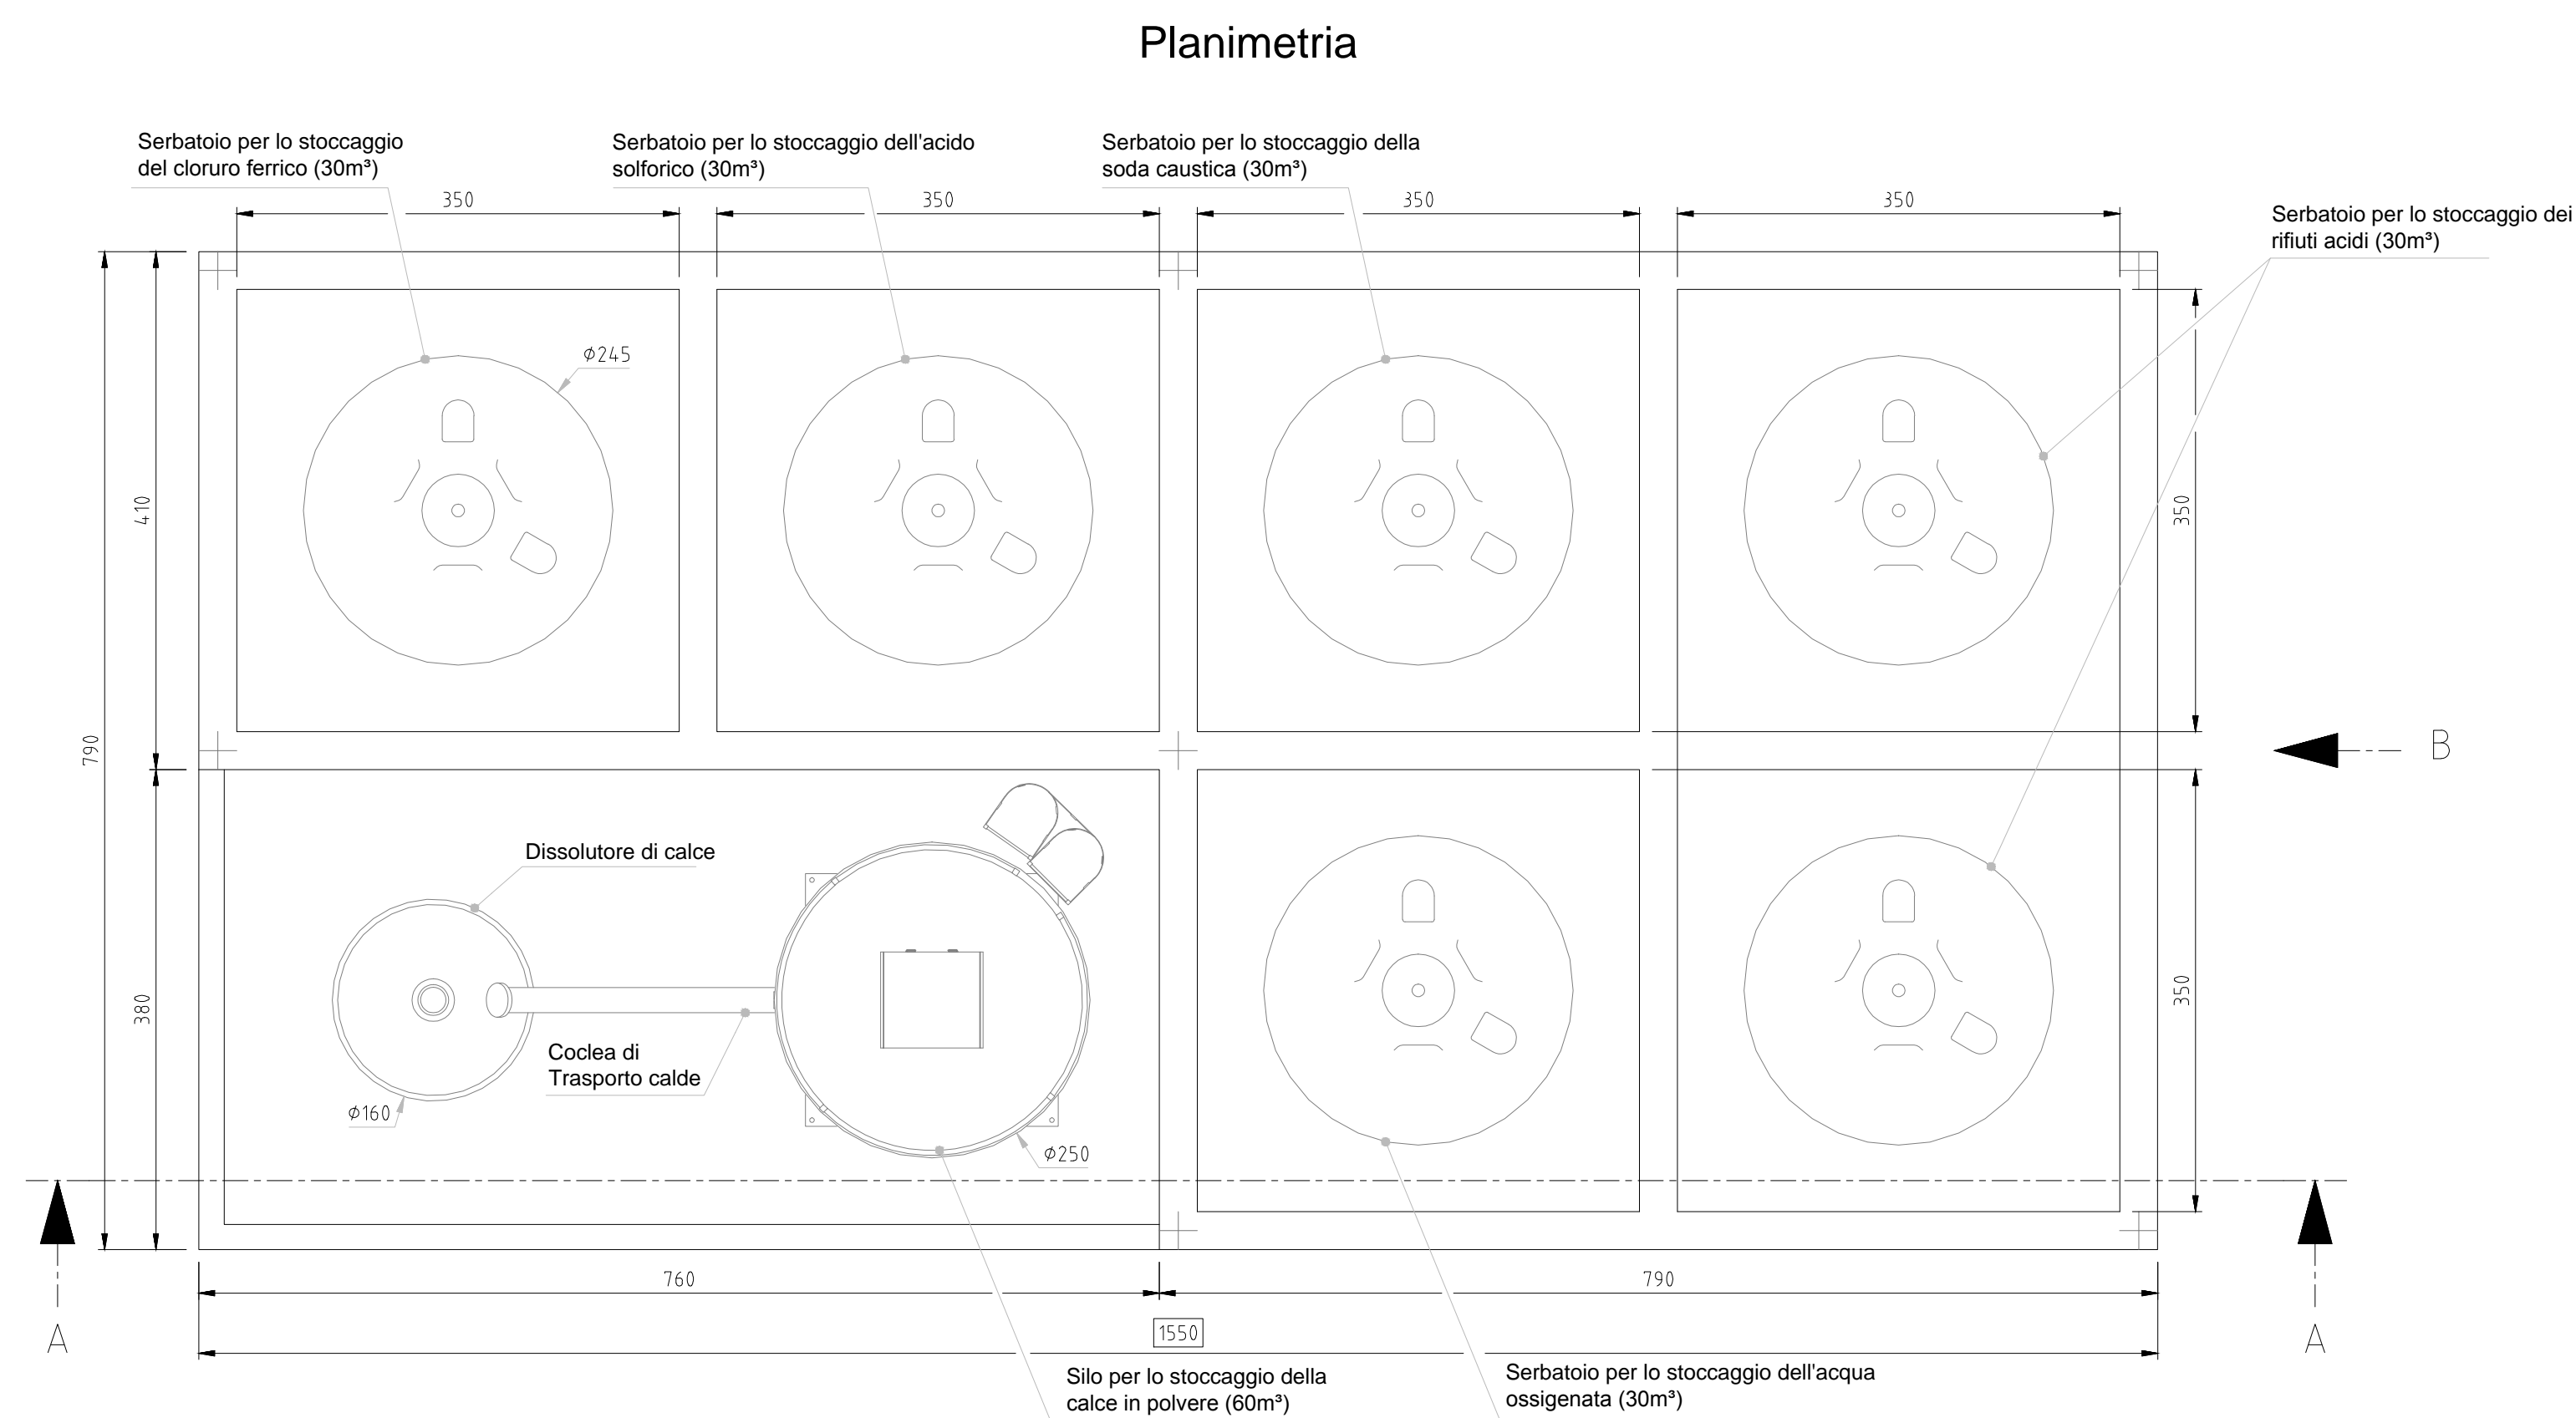 Planimetria
Serbatoio per lo stoccaggio
del cloruro ferrico (30m³)
Serbatoio per lo stoccaggio dell'acido
solforico (30m³)
Serbatoio per lo stoccaggio della
soda caustica (30m³)
Serbatoio per lo stoccaggio dei
rifiuti acidi (30m³)
350
350
350
350
ϕ245
410
350
790
B
Dissolutore di calce
380
350
Coclea di
Trasporto calde
ϕ160
ϕ250
760
790
A
1550
A
Silo per lo stoccaggio della
calce in polvere (60m³)
Serbatoio per lo stoccaggio dell'acqua
ossigenata (30m³)